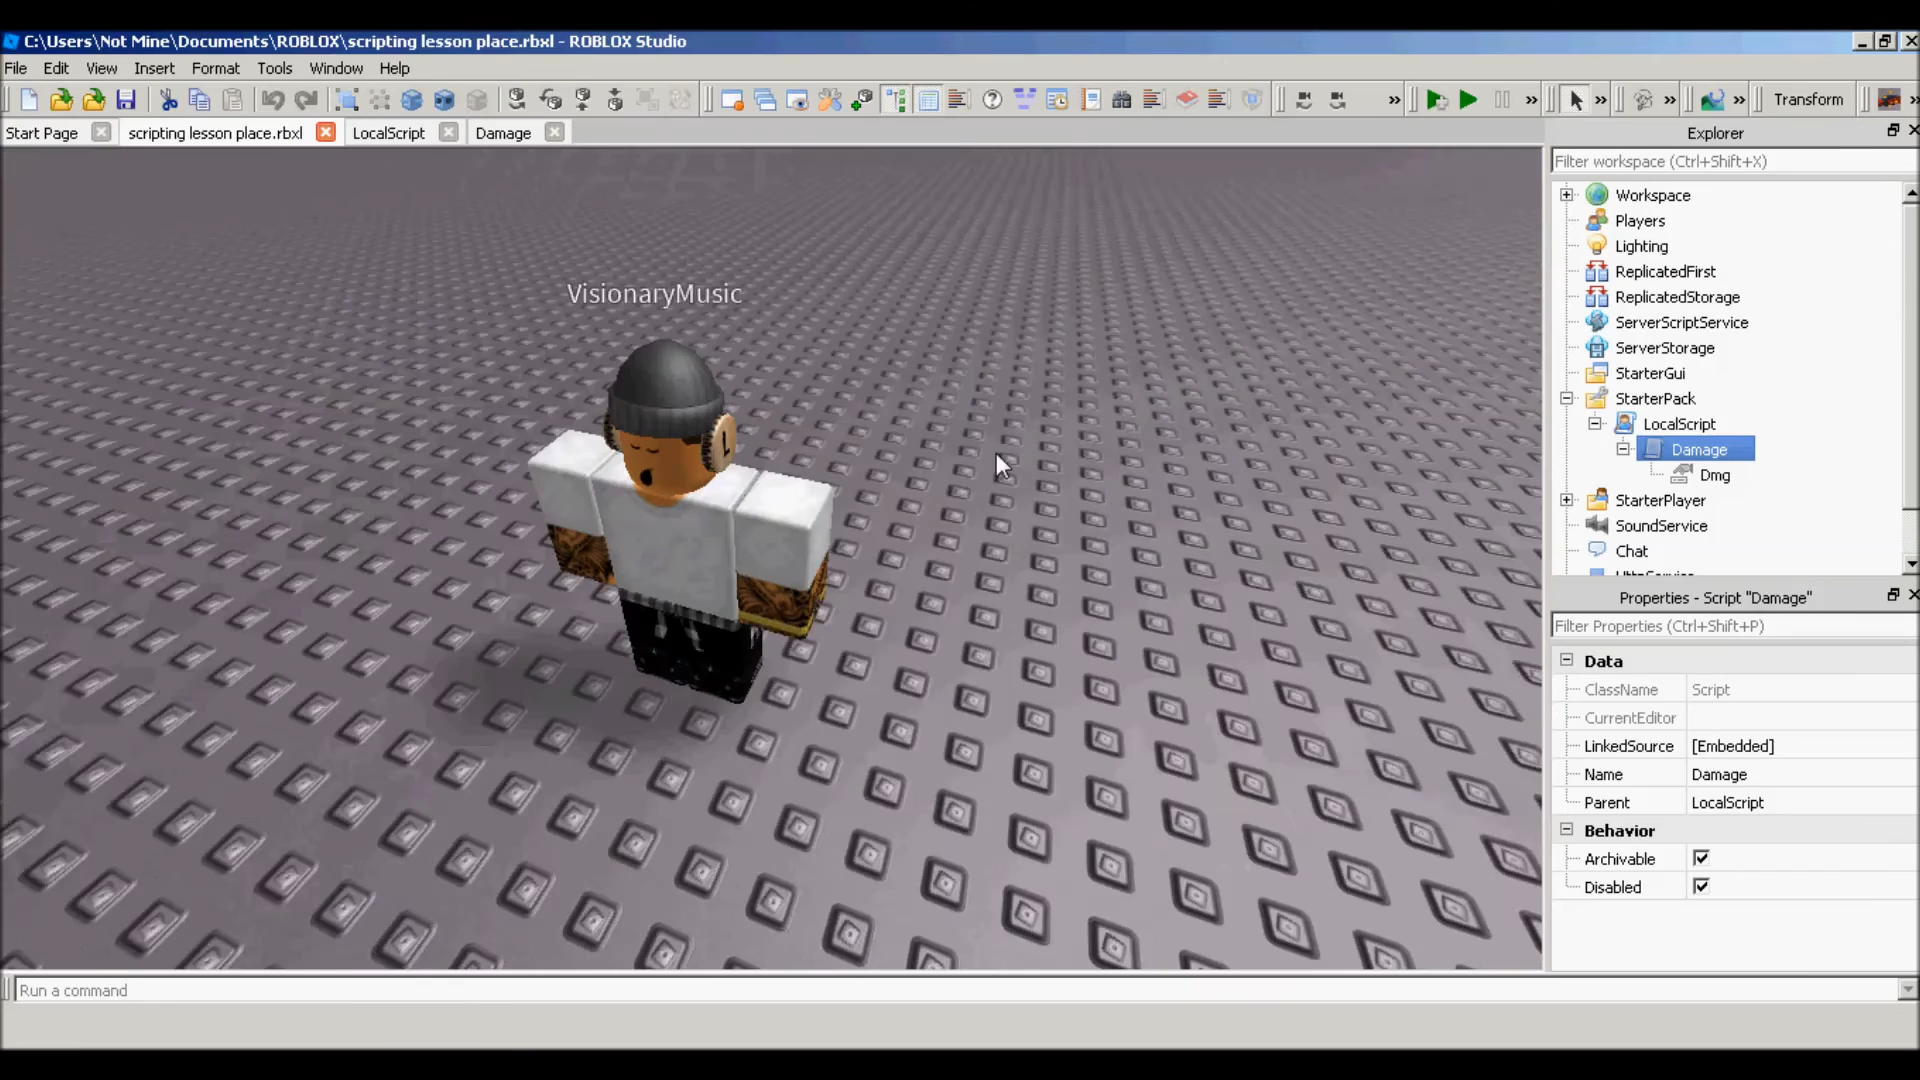 C:\Users\Not Mine\Documents\ROBLOX\scripting lesson place.rbxl - ROBLOX Studio
File Edit View Insert Format Tools Window Help
» » » » » Transform »
Start Page scripting lesson place.rbxl LocalScript Damage
Explorer
Filter workspace (Ctrl+Shift+X)
Workspace
Players
Lighting
ReplicatedFirst
ReplicatedStorage
ServerScriptService
ServerStorage
StarterGui
StarterPack
LocalScript
Damage
Dmg
StarterPlayer
SoundService
Chat
VisionaryMusic
L
Properties - Script "Damage"
Filter Properties (Ctrl+Shift+P)
Data
ClassName Script
CurrentEditor
LinkedSource [Embedded]
Name Damage
Parent LocalScript
Behavior
Archivable
Disabled
Run a command